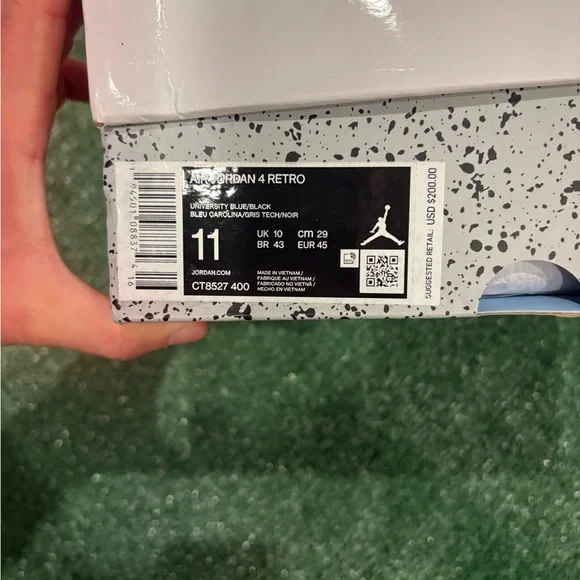 AIR JORDAN 4 RETRO
UNIVERSITY BLUE/BLACK
BLEU CAROLINA/GRIS TECH/NOIR
11
UK 10 cm 29
BR 43 EUR 45
JORDAN.COM
CT8527 400
MADE IN VIETNAM /
FABRIQUE AU VIETNAM /
FABRICADO NO VIETNÃ /
HECHO EN VIETNAM
SUGGESTED RETAIL: USD $200.00